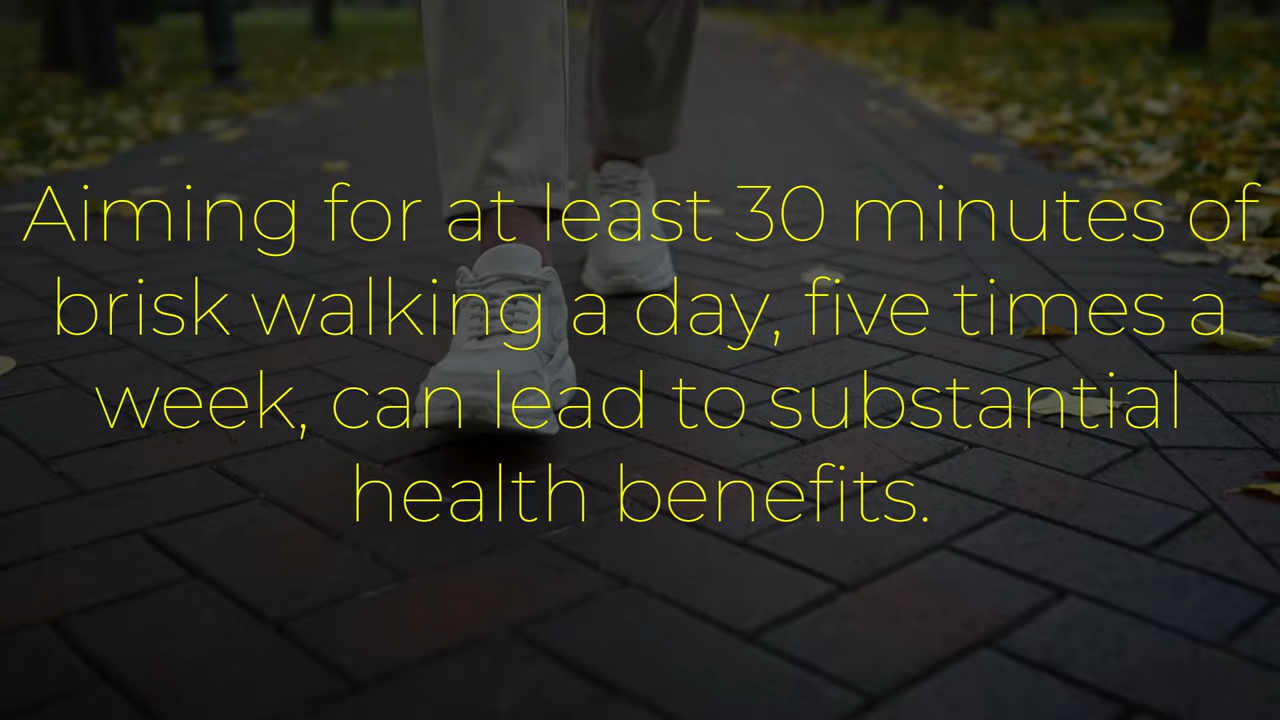 Aiming for at least 30 minutes of
brisk walking a day, five times a
week, can lead to substantial
health benefits.